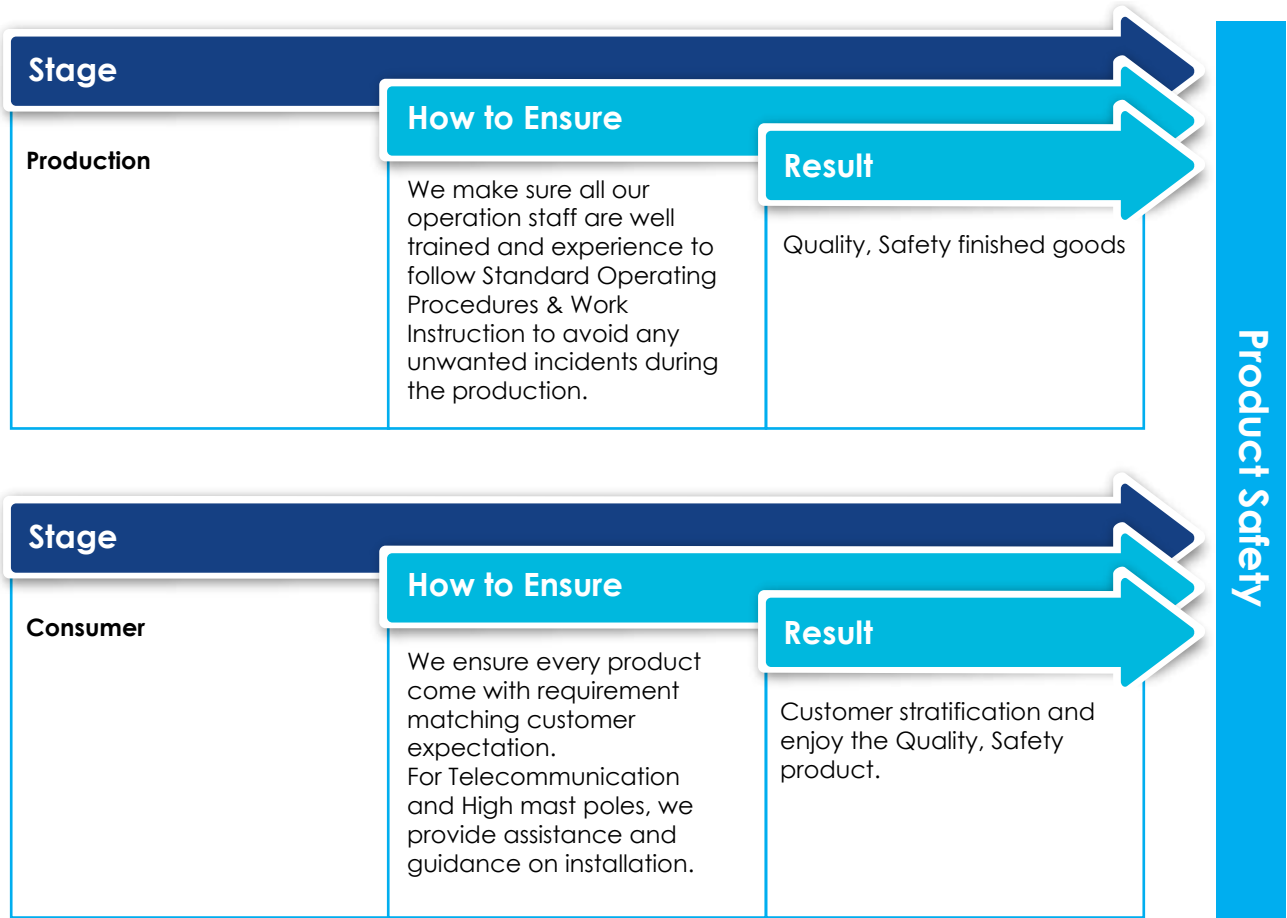 Stage
How to Ensure
Result
Production
We make sure all our
operation staff are well
trained and experience to
follow Standard Operating
Procedures & Work
Instruction to avoid any
unwanted incidents during
the production.
Quality, Safety finished goods
Stage
How to Ensure
Result
Consumer
We ensure every product
come with requirement
matching customer
expectation.
For Telecommunication
and High mast poles, we
provide assistance and
guidance on installation.
Customer stratification and
enjoy the Quality, Safety
product.
Product Safety